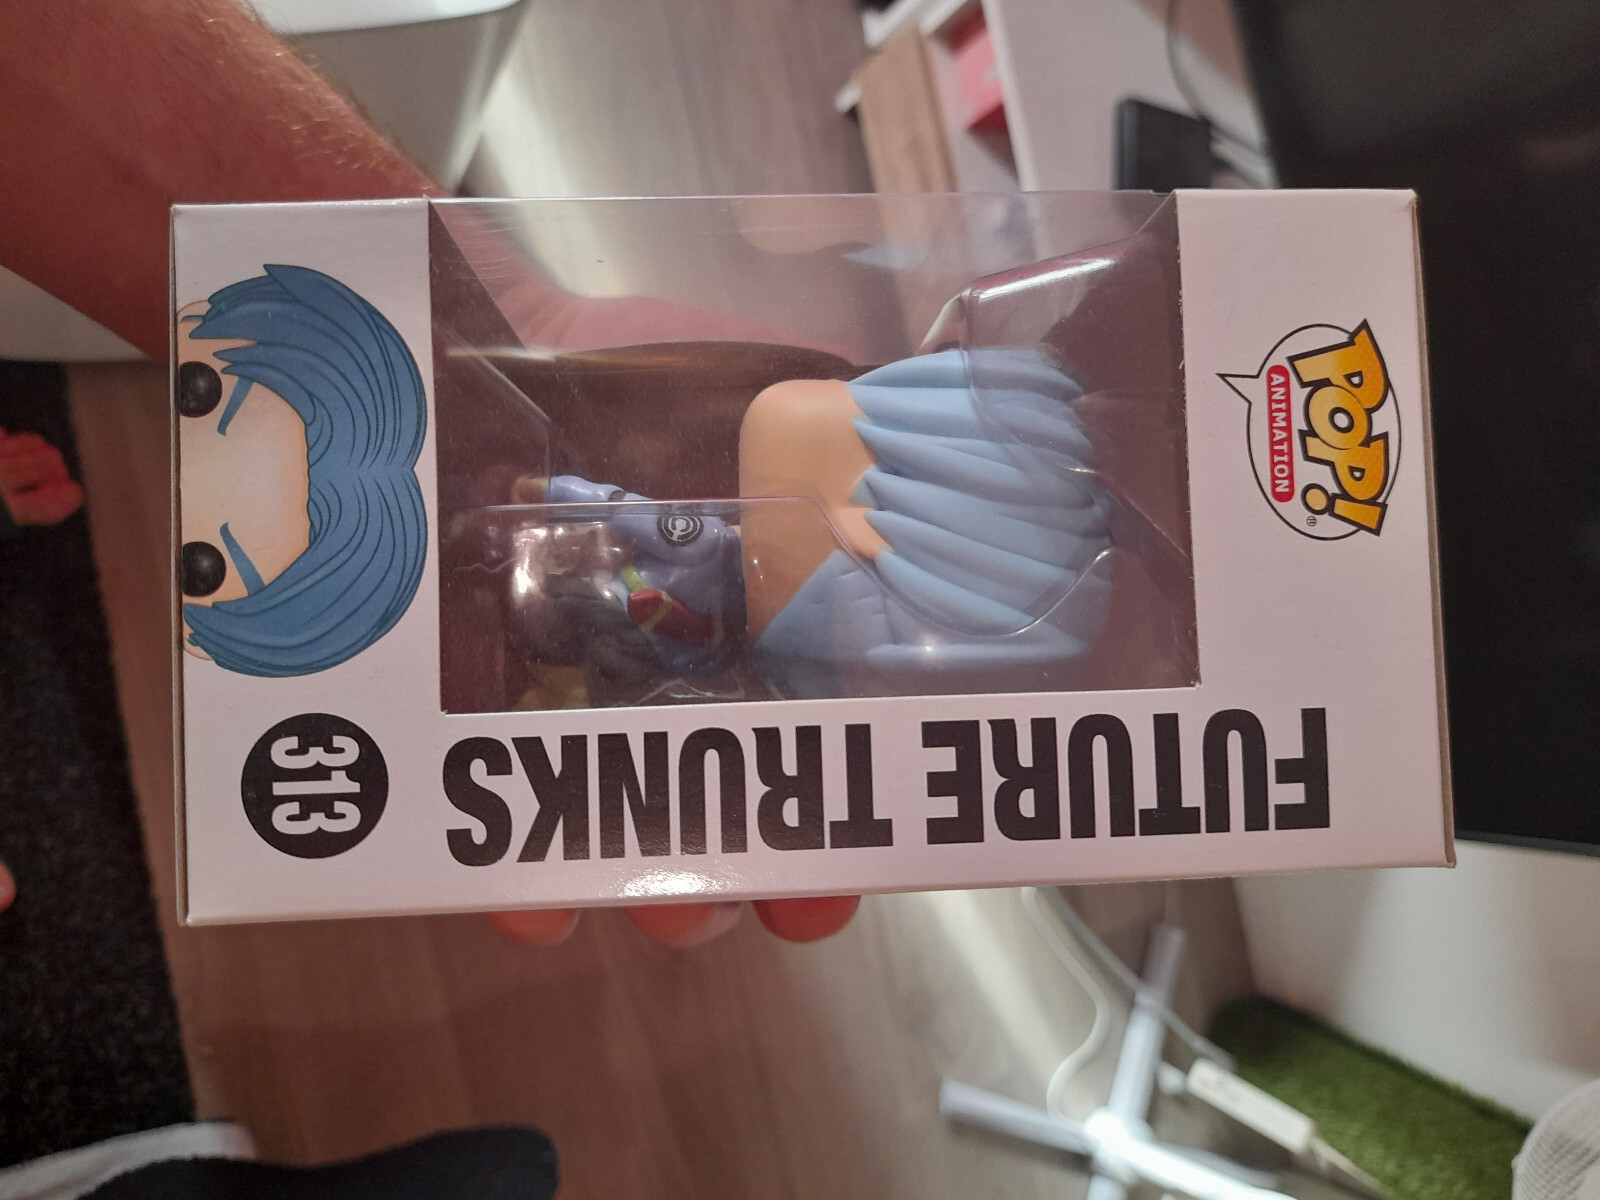 POP!
ANIMATION
FUTURE TRUNKS
313